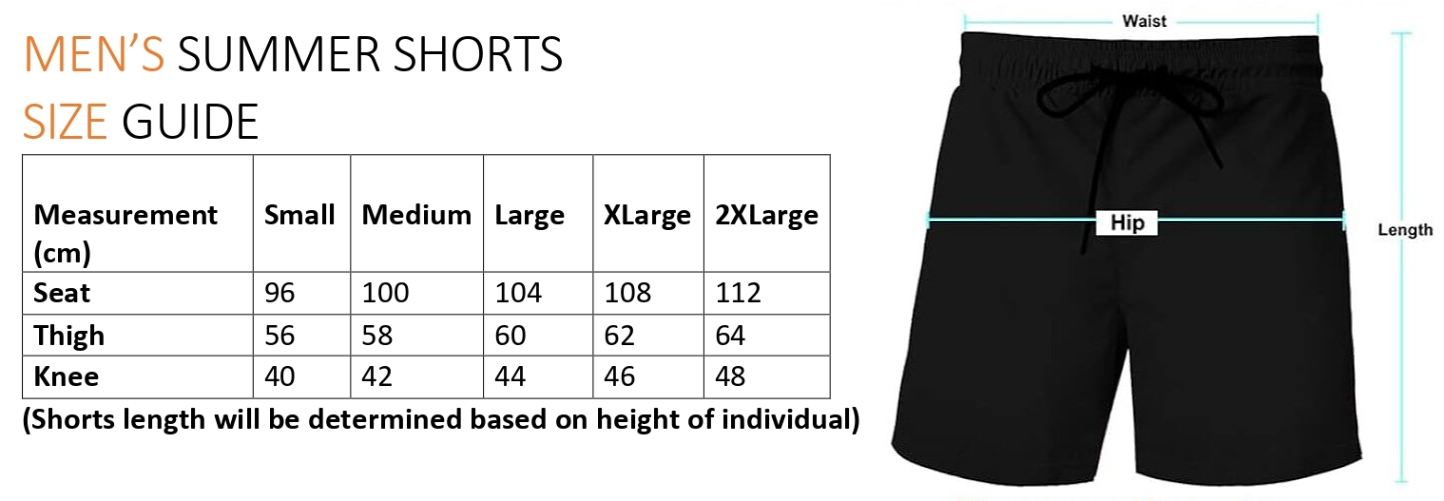 MEN’S SUMMER SHORTS
SIZE GUIDE
Measurement (cm) Small Medium Large XLarge 2XLarge
Seat 96 100 104 108 112
Thigh 56 58 60 62 64
Knee 40 42 44 46 48
(Shorts length will be determined based on height of individual)
Waist
Hip
Length